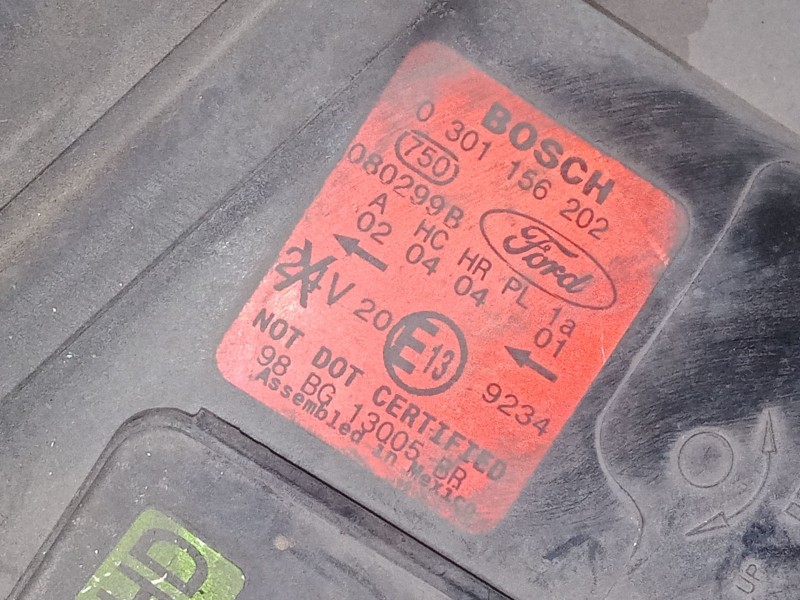 BOSCH
0 301 156 202
750
080299B Ford
A HC HR PL 1a
02 04 04 01
24V 20 E13 9234
NOT DOT CERTIFIED
98 BG 13005 BR
Assembled in Mexico
UP